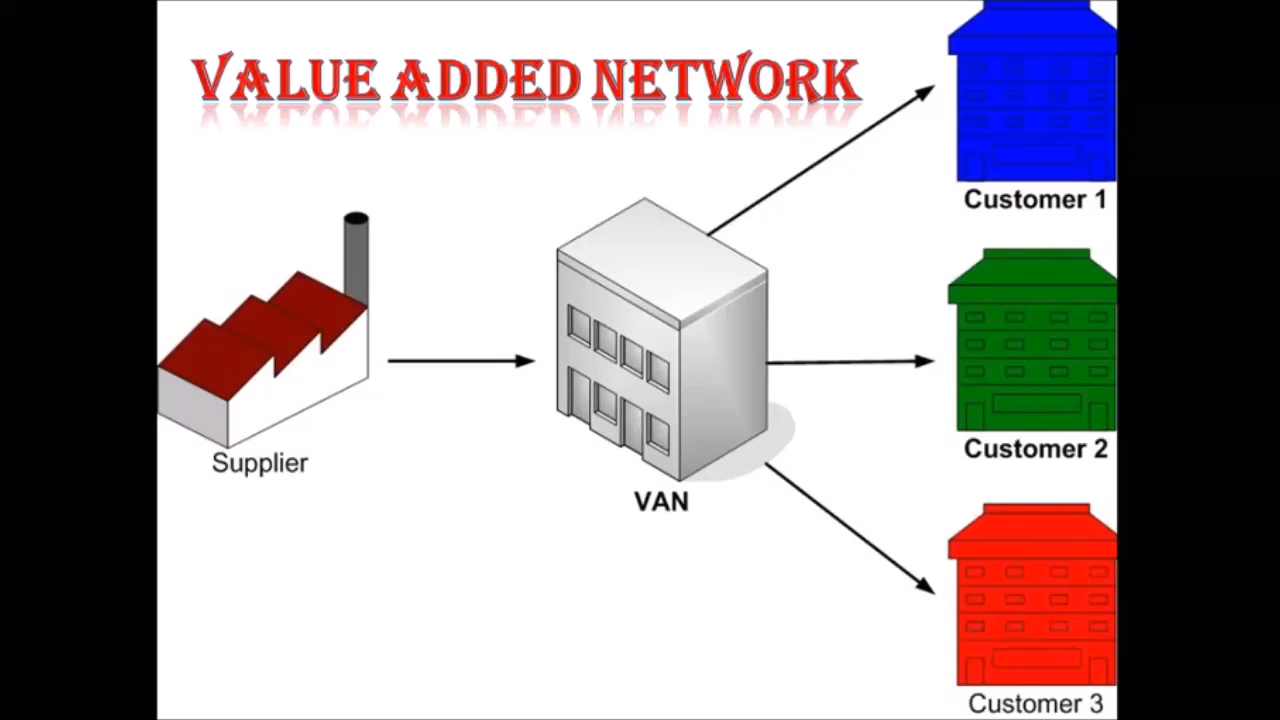 VALUE ADDED NETWORK
Customer 1
Supplier
VAN
Customer 2
Customer 3